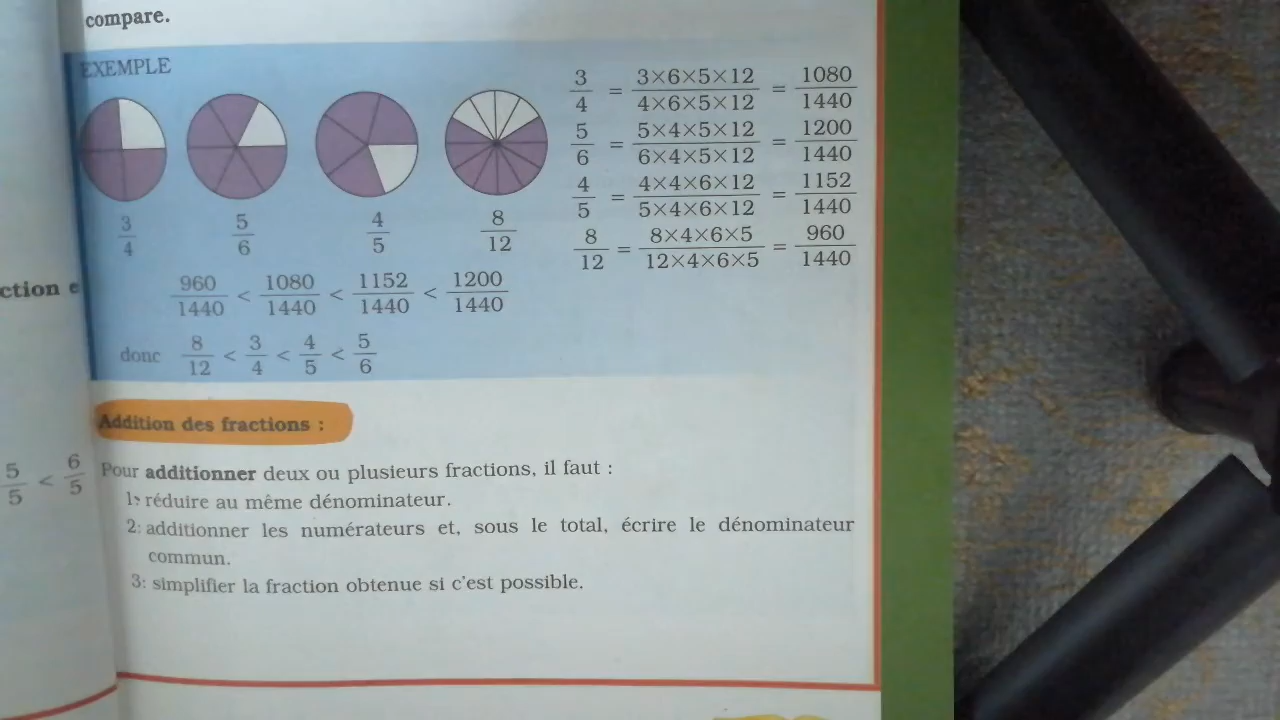 compare.
EXEMPLE
3/4 = 3×6×5×12 / 4×6×5×12 = 1080/1440
5/6 = 5×4×5×12 / 6×4×5×12 = 1200/1440
4/5 = 4×4×6×12 / 5×4×6×12 = 1152/1440
8/12 = 8×4×6×5 / 12×4×6×5 = 960/1440
3/4 5/6 4/5 8/12
960/1440 < 1080/1440 < 1152/1440 < 1200/1440
donc 8/12 < 3/4 < 4/5 < 5/6
Addition des fractions :
Pour additionner deux ou plusieurs fractions, il faut :
1: réduire au même dénominateur.
2: additionner les numérateurs et, sous le total, écrire le dénominateur
commun.
3: simplifier la fraction obtenue si c'est possible.
ction e
5/5 < 6/5